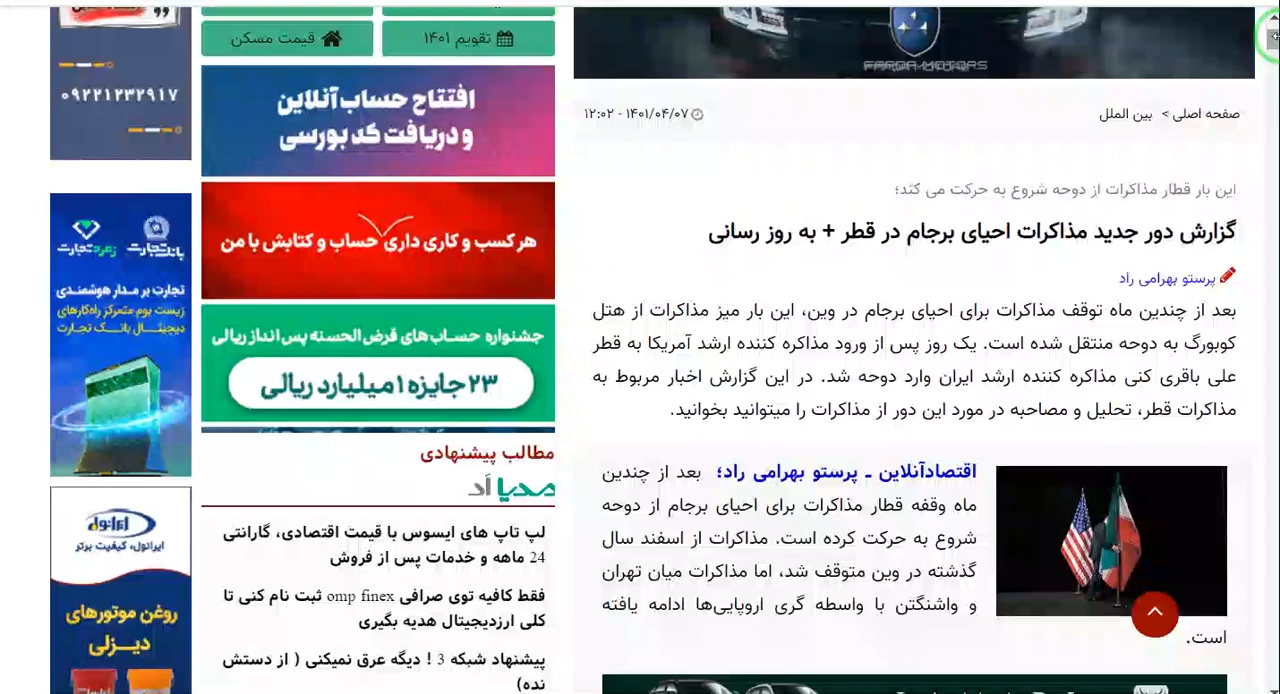 صفحه اصلی > بین الملل
۱۴۰۱/۰۴/۰۷ - ۱۲:۰۲
این بار قطار مذاکرات از دوحه شروع به حرکت می کند؛
گزارش دور جدید مذاکرات احیای برجام در قطر + به روز رسانی
پرستو بهرامی راد
بعد از چندین ماه توقف مذاکرات برای احیای برجام در وین، این بار میز مذاکرات از هتل
کوبورگ به دوحه منتقل شده است. یک روز پس از ورود مذاکره کننده ارشد آمریکا به قطر
علی باقری کنی مذاکره کننده ارشد ایران وارد دوحه شد. در این گزارش اخبار مربوط به
مذاکرات قطر، تحلیل و مصاحبه در مورد این دور از مذاکرات را میتوانید بخوانید.
اقتصادآنلاین ـ پرستو بهرامی راد؛ بعد از چندین
ماه وقفه قطار مذاکرات برای احیای برجام از دوحه
شروع به حرکت کرده است. مذاکرات از اسفند سال
گذشته در وین متوقف شد، اما مذاکرات میان تهران
و واشنگتن با واسطه گری اروپایی‌ها ادامه یافته
است.
تقویم ۱۴۰۱
قیمت مسکن
افتتاح حساب آنلاین
و دریافت کد بورسی
هر کسب و کاری داری حساب و کتابش با من
جشنواره حساب‌های قرض الحسنه پس انداز ریالی
۲۳ جایزه ۱ میلیارد ریالی
مطالب پیشنهادی
مدیا اَد
لپ تاپ های ایسوس با قیمت اقتصادی، گارانتی
24 ماهه و خدمات پس از فروش
فقط کافیه توی صرافی omp finex ثبت نام کنی تا
کلی ارزدیجیتال هدیه بگیری
پیشنهاد شبکه 3 ! دیگه عرق نمیکنی ( از دستش
نده)
۰۹۲۲۱۲۳۲۹۱۷
بانک تجارت
تجارت بر مدار هوشمندی
زیست بوم متمرکز راهکارهای
دیجیتال بانک تجارت
ایرانول
ایرانول، کیفیت برتر
روغن موتورهای
دیـزلی